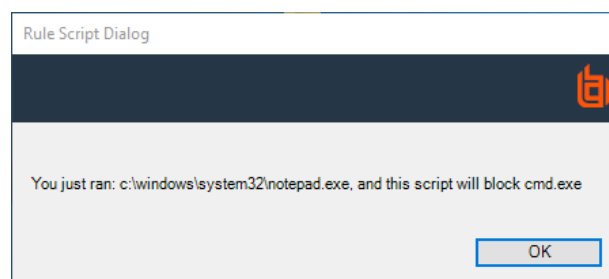 Rule Script Dialog
You just ran: c:\windows\system32\notepad.exe, and this script will block cmd.exe
OK